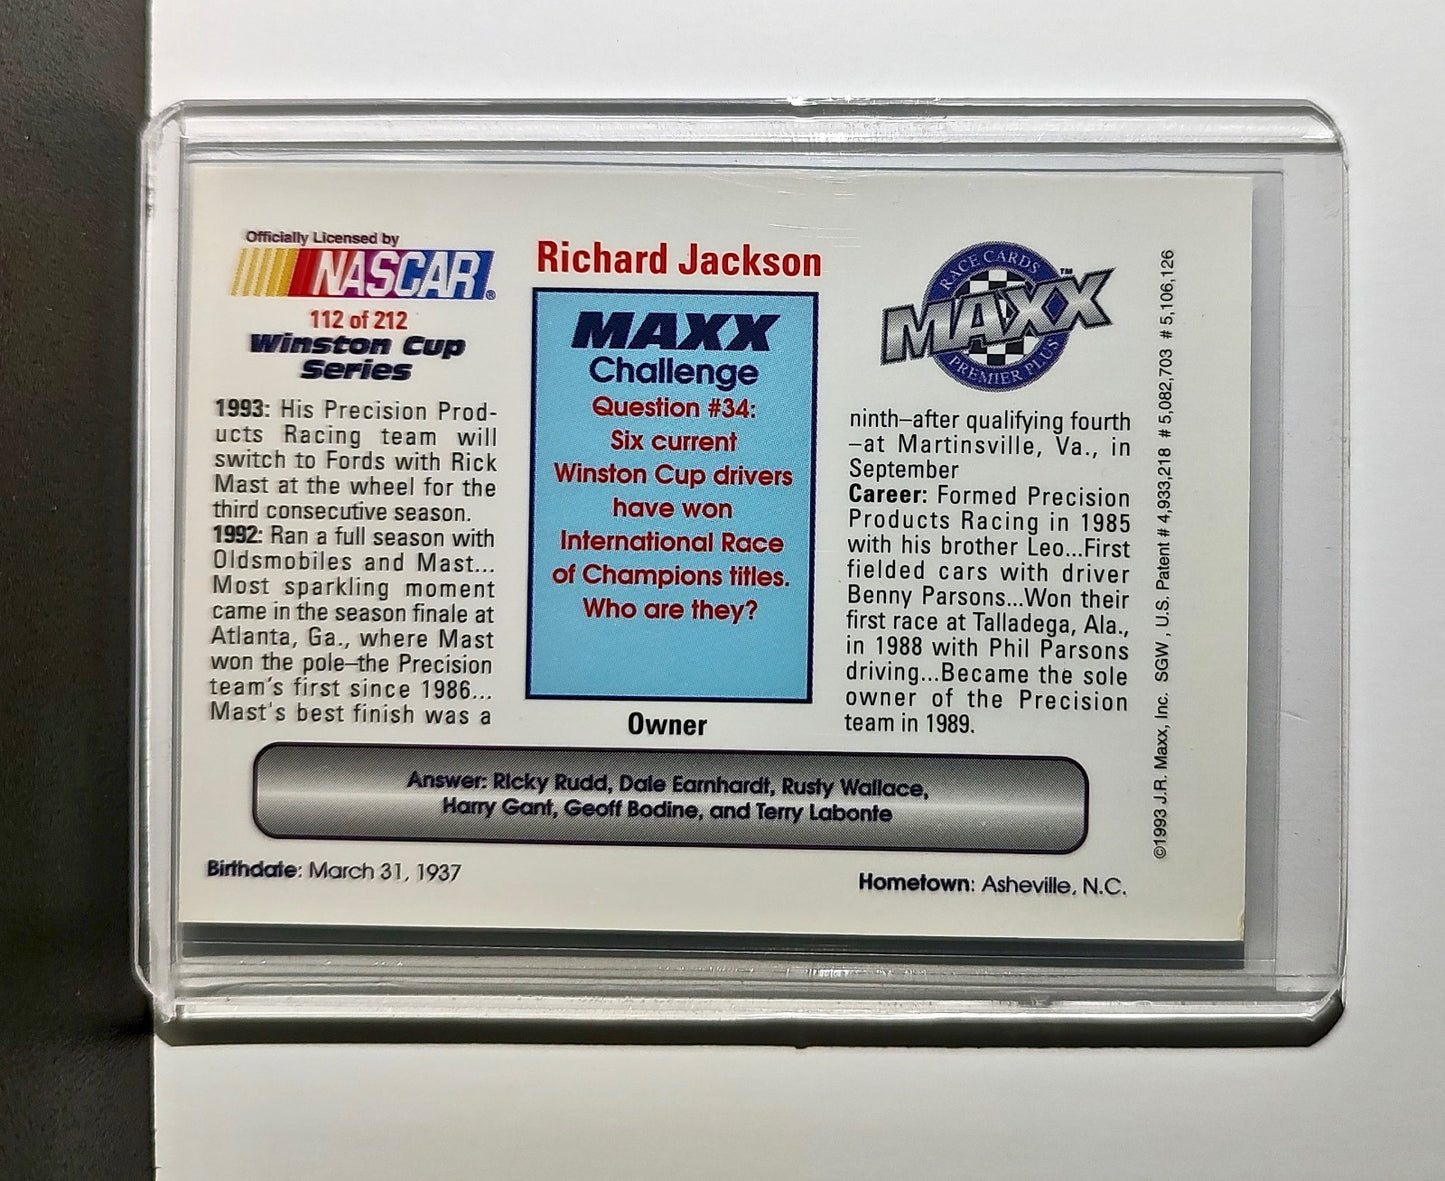 Officially Licensed by
NASCAR®
112 of 212
Winston Cup
Series
1993: His Precision Prod-
ucts Racing team will
switch to Fords with Rick
Mast at the wheel for the
third consecutive season.
1992: Ran a full season with
Oldsmobiles and Mast...
Most sparkling moment
came in the season finale at
Atlanta, Ga., where Mast
won the pole–the Precision
team's first since 1986...
Mast's best finish was a
Richard Jackson
MAXX
Challenge
Question #34:
Six current
Winston Cup drivers
have won
International Race
of Champions titles.
Who are they?
Owner
RACE CARDS
MAXX™
PREMIER PLUS
ninth–after qualifying fourth
–at Martinsville, Va., in
September
Career: Formed Precision
Products Racing in 1985
with his brother Leo...First
fielded cars with driver
Benny Parsons...Won their
first race at Talladega, Ala.,
in 1988 with Phil Parsons
driving...Became the sole
owner of the Precision
team in 1989.
Answer: Ricky Rudd, Dale Earnhardt, Rusty Wallace,
Harry Gant, Geoff Bodine, and Terry Labonte
Birthdate: March 31, 1937
Hometown: Asheville, N.C.
©1993 J.R. Maxx, Inc. SGW, U.S. Patent # 4,933,218 # 5,082,703 # 5,106,126